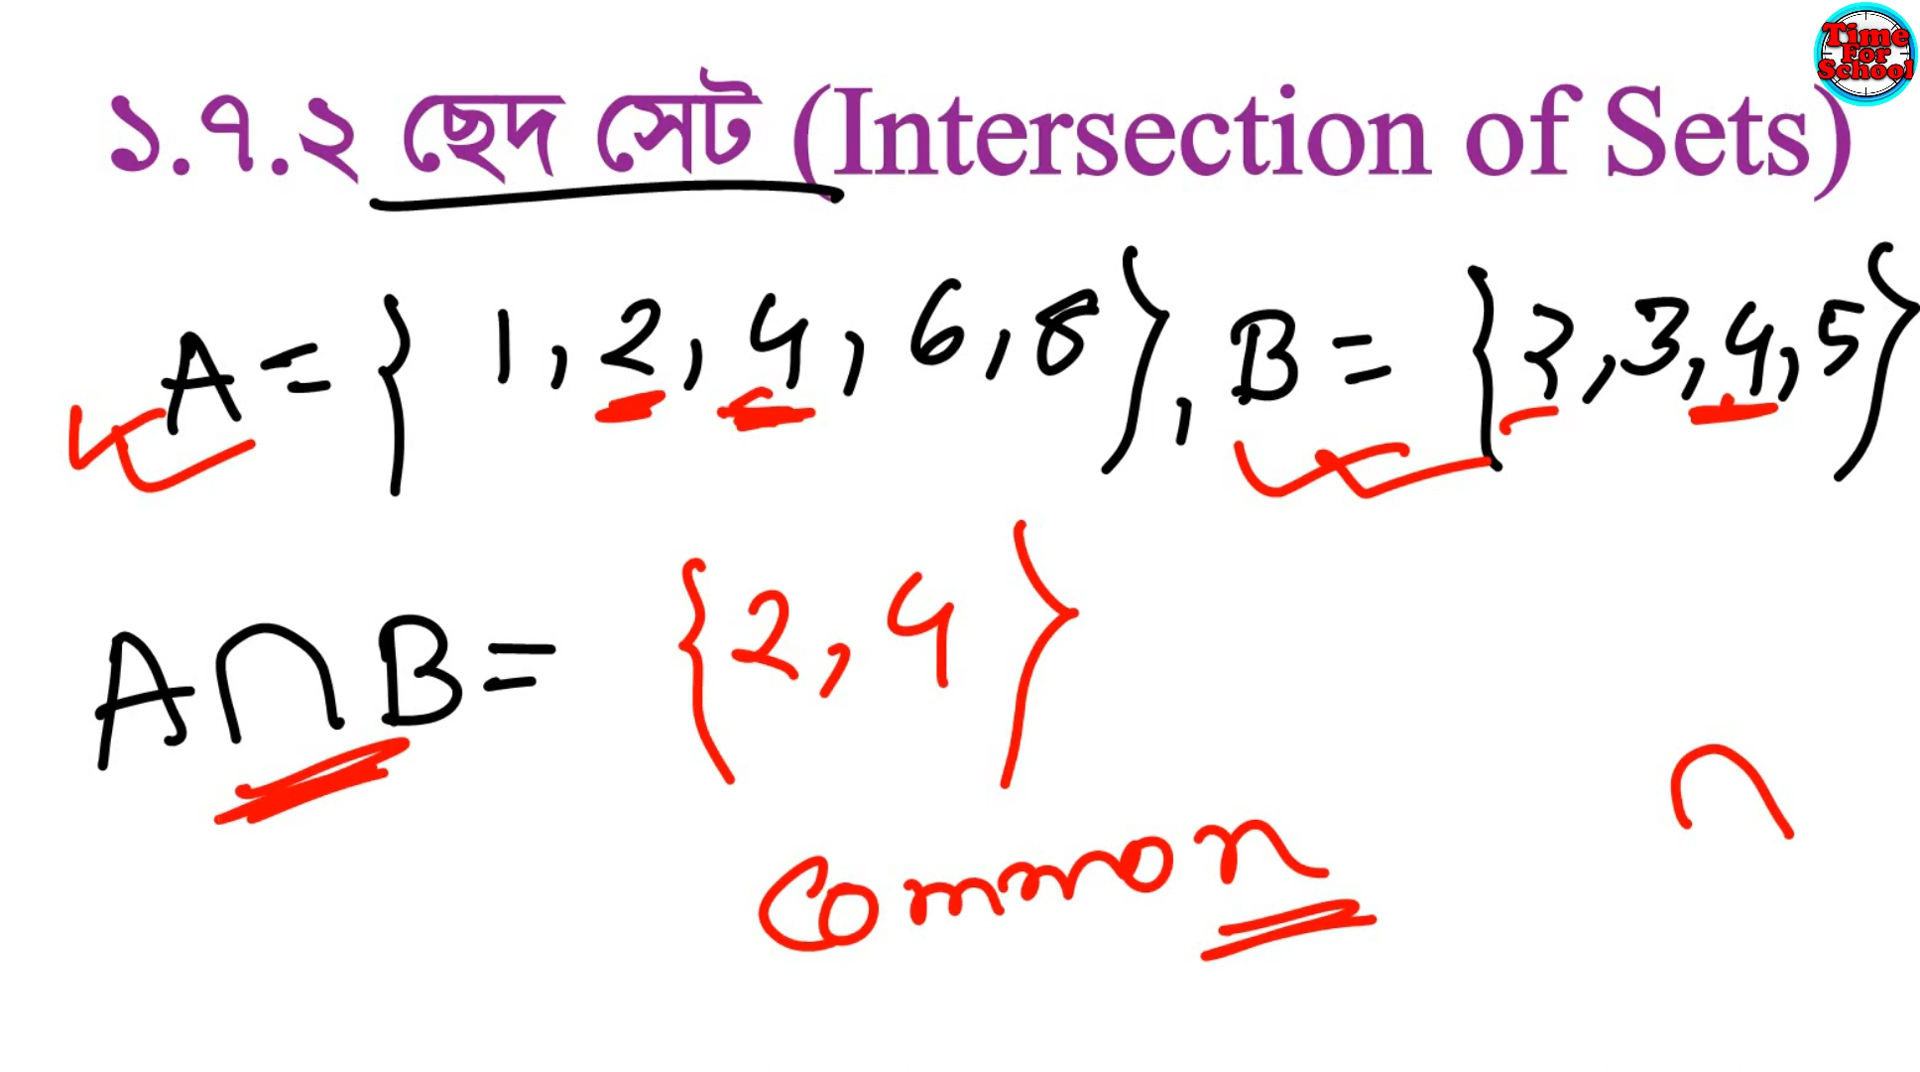 Time
For
School
১.৭.২ ছেদ সেট (Intersection of Sets)
A = { 1, 2, 4, 6, 8 }, B = { 2, 3, 4, 5 }
A∩B = { 2, 4 }
∩
Common